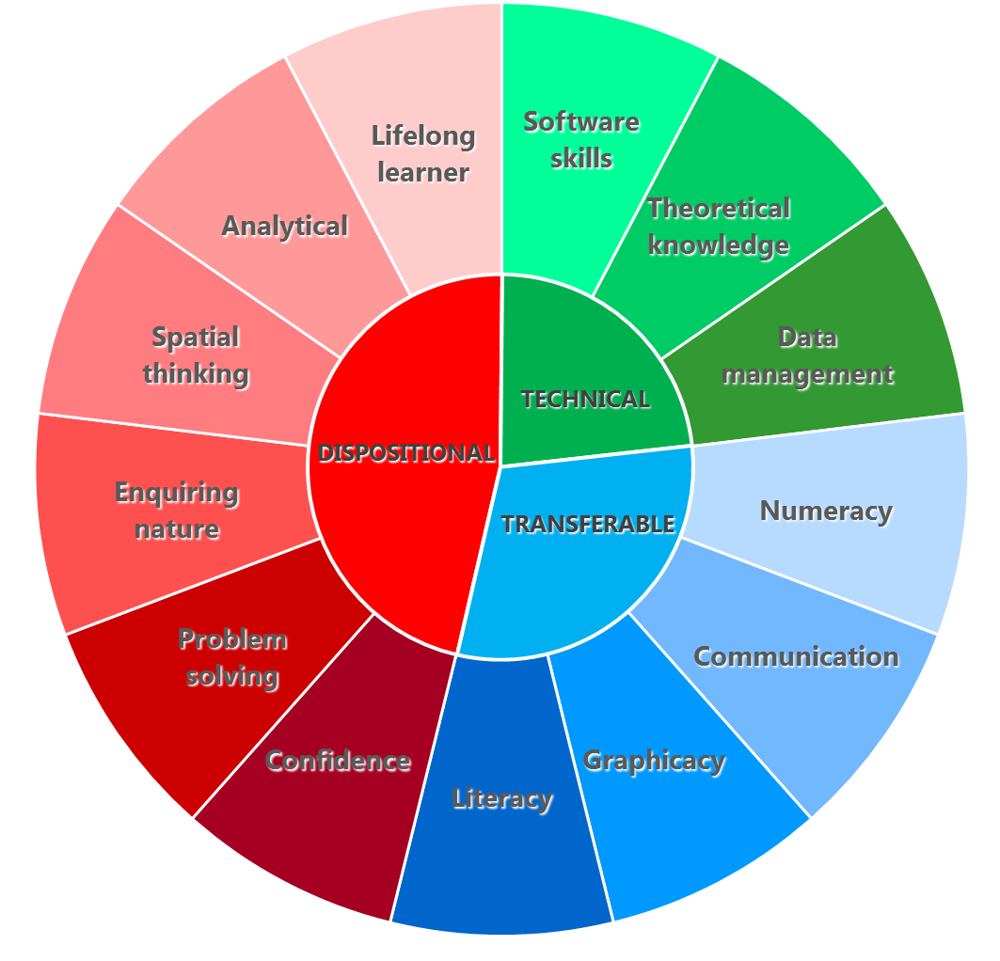 Lifelong
learner
Software
skills
Analytical
Theoretical
knowledge
Spatial
thinking
Data
management
DISPOSITIONAL
TECHNICAL
TRANSFERABLE
Enquiring
nature
Numeracy
Problem
solving
Communication
Confidence
Graphicacy
Literacy